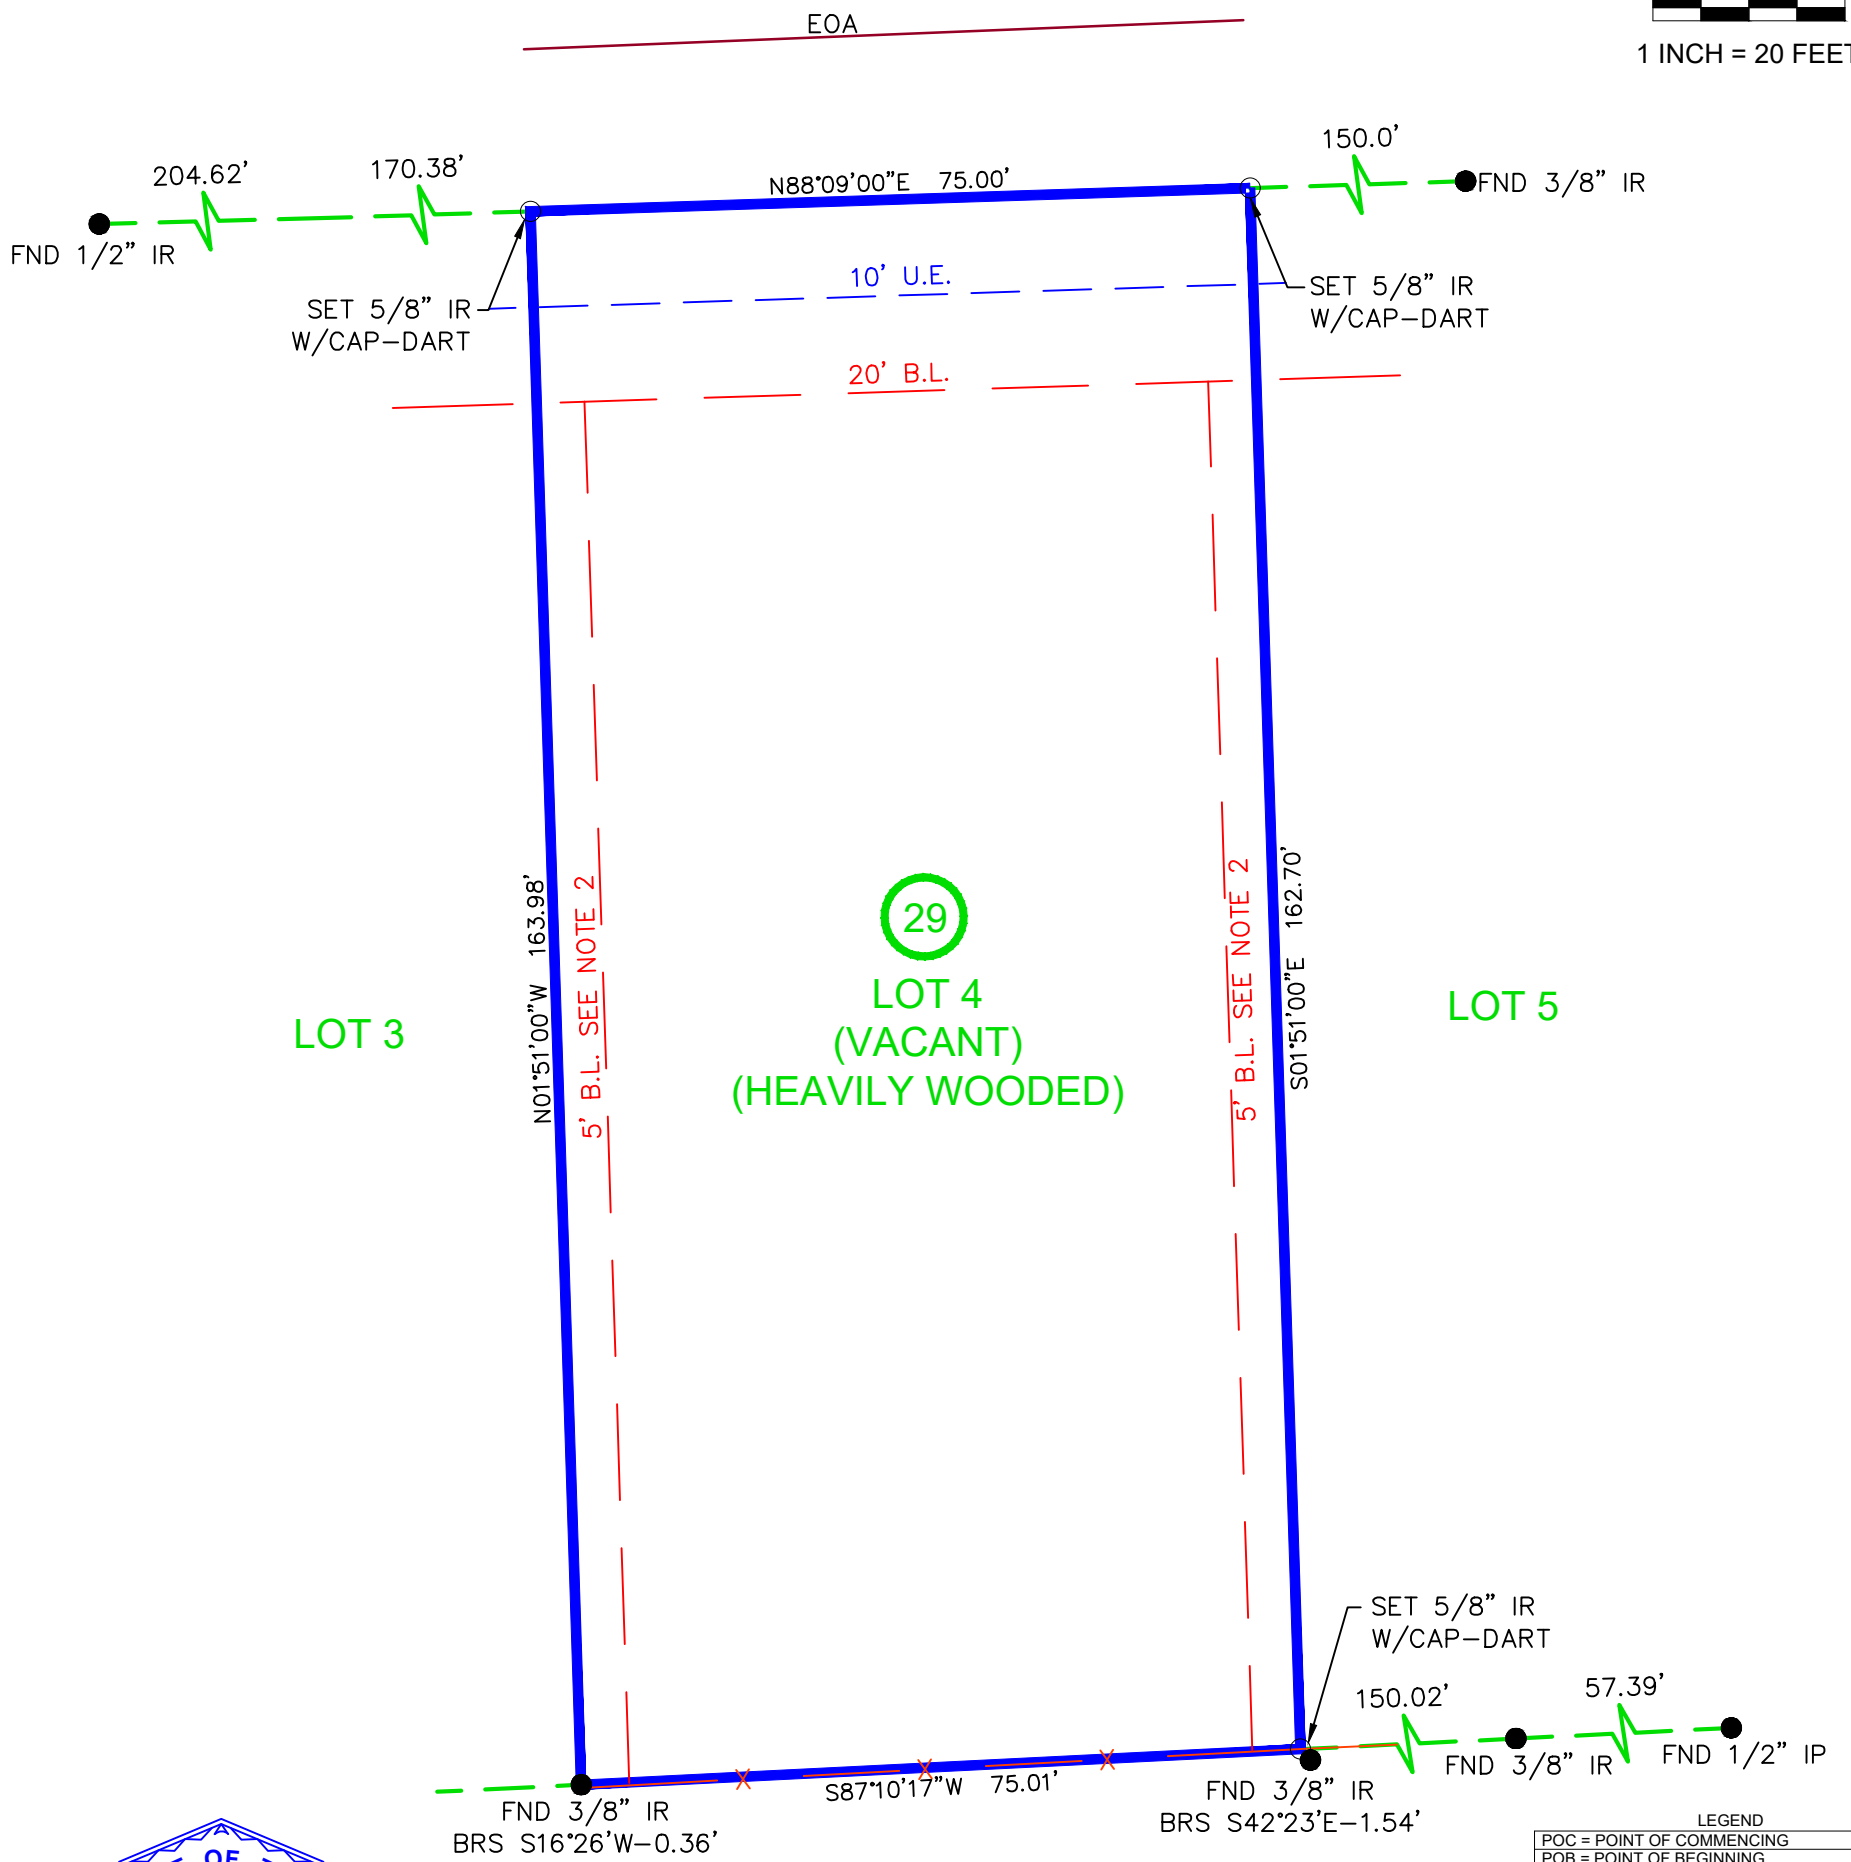 EOA
1 INCH = 20 FEET
204.62'
170.38'
N88°09'00"E 75.00'
150.0'
FND 3/8" IR
FND 1/2" IR
10' U.E.
SET 5/8" IR
W/CAP-DART
SET 5/8" IR
W/CAP-DART
20' B.L.
N01°51'00"W 163.98'
5' B.L. SEE NOTE 2
29
LOT 4
(VACANT)
(HEAVILY WOODED)
5' B.L. SEE NOTE 2
S01°51'00"E 162.70'
LOT 3
LOT 5
SET 5/8" IR
W/CAP-DART
150.02'
57.39'
FND 3/8" IR
FND 1/2" IP
S87°10'17"W 75.01'
FND 3/8" IR
BRS S42°23'E-1.54'
FND 3/8" IR
BRS S16°26'W-0.36'
OF
LEGEND
POC = POINT OF COMMENCING
POB = POINT OF BEGINNING